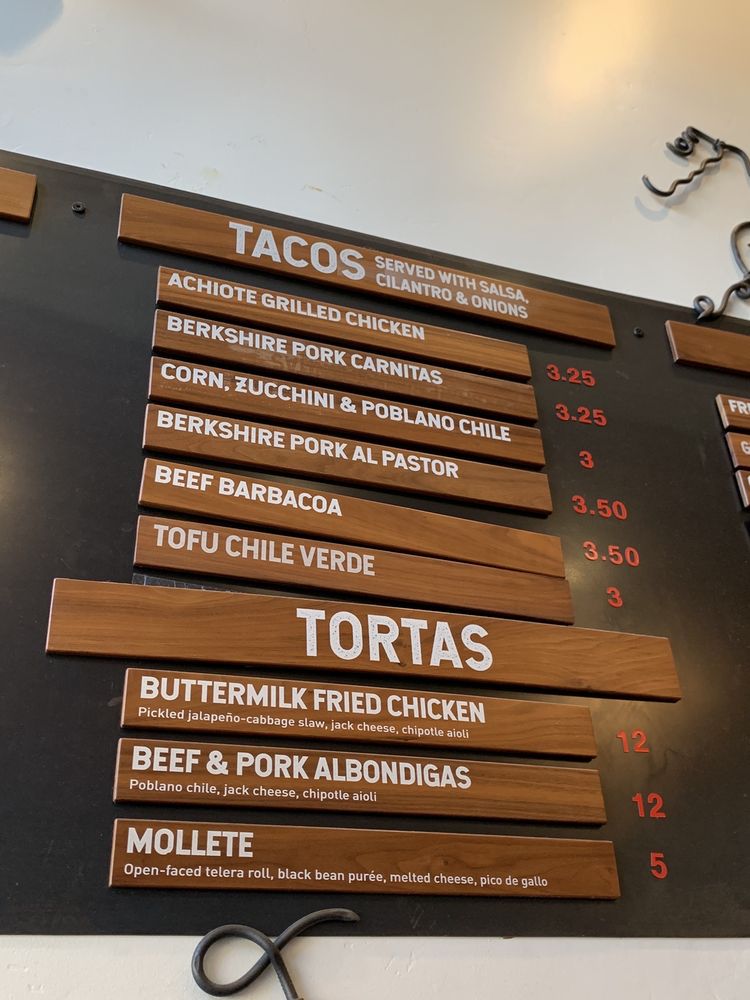 TACOS SERVED WITH SALSA,
CILANTRO & ONIONS
ACHIOTE GRILLED CHICKEN 3.25
BERKSHIRE PORK CARNITAS 3.25
CORN, ZUCCHINI & POBLANO CHILE 3
BERKSHIRE PORK AL PASTOR 3.50
BEEF BARBACOA 3.50
TOFU CHILE VERDE 3
TORTAS
BUTTERMILK FRIED CHICKEN 12
Pickled jalapeño-cabbage slaw, jack cheese, chipotle aioli
BEEF & PORK ALBONDIGAS 12
Poblano chile, jack cheese, chipotle aioli
MOLLETE 5
Open-faced telera roll, black bean purée, melted cheese, pico de gallo